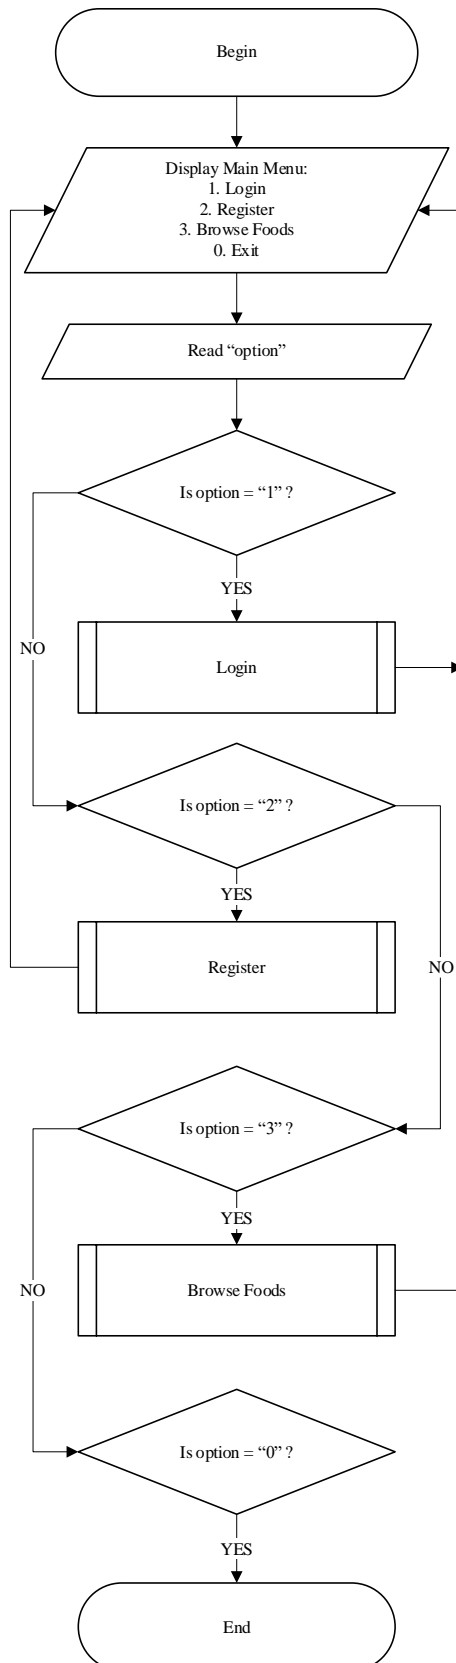 Begin
Display Main Menu:
1. Login
2. Register
3. Browse Foods
0. Exit
Read “option”
Is option = “1” ?
YES
NO
Login
Is option = “2” ?
YES
Register
NO
Is option = “3” ?
YES
NO
Browse Foods
Is option = “0” ?
YES
End